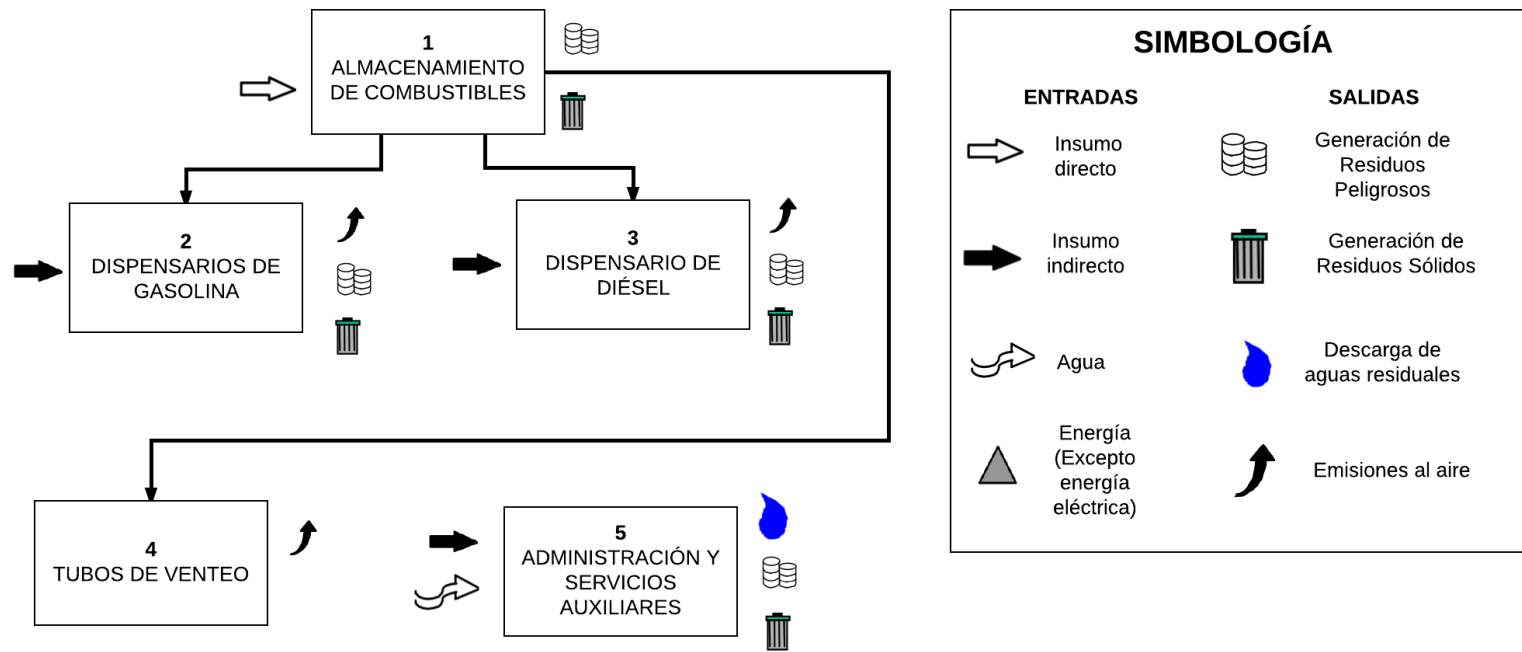 1
ALMACENAMIENTO
DE COMBUSTIBLES
2
DISPENSARIOS DE
GASOLINA
3
DISPENSARIO DE
DIÉSEL
4
TUBOS DE VENTEO
5
ADMINISTRACIÓN Y
SERVICIOS
AUXILIARES
SIMBOLOGÍA
ENTRADAS
Insumo
directo
Insumo
indirecto
Agua
Energía
(Excepto
energía
eléctrica)
SALIDAS
Generación de
Residuos
Peligrosos
Generación de
Residuos Sólidos
Descarga de
aguas residuales
Emisiones al aire